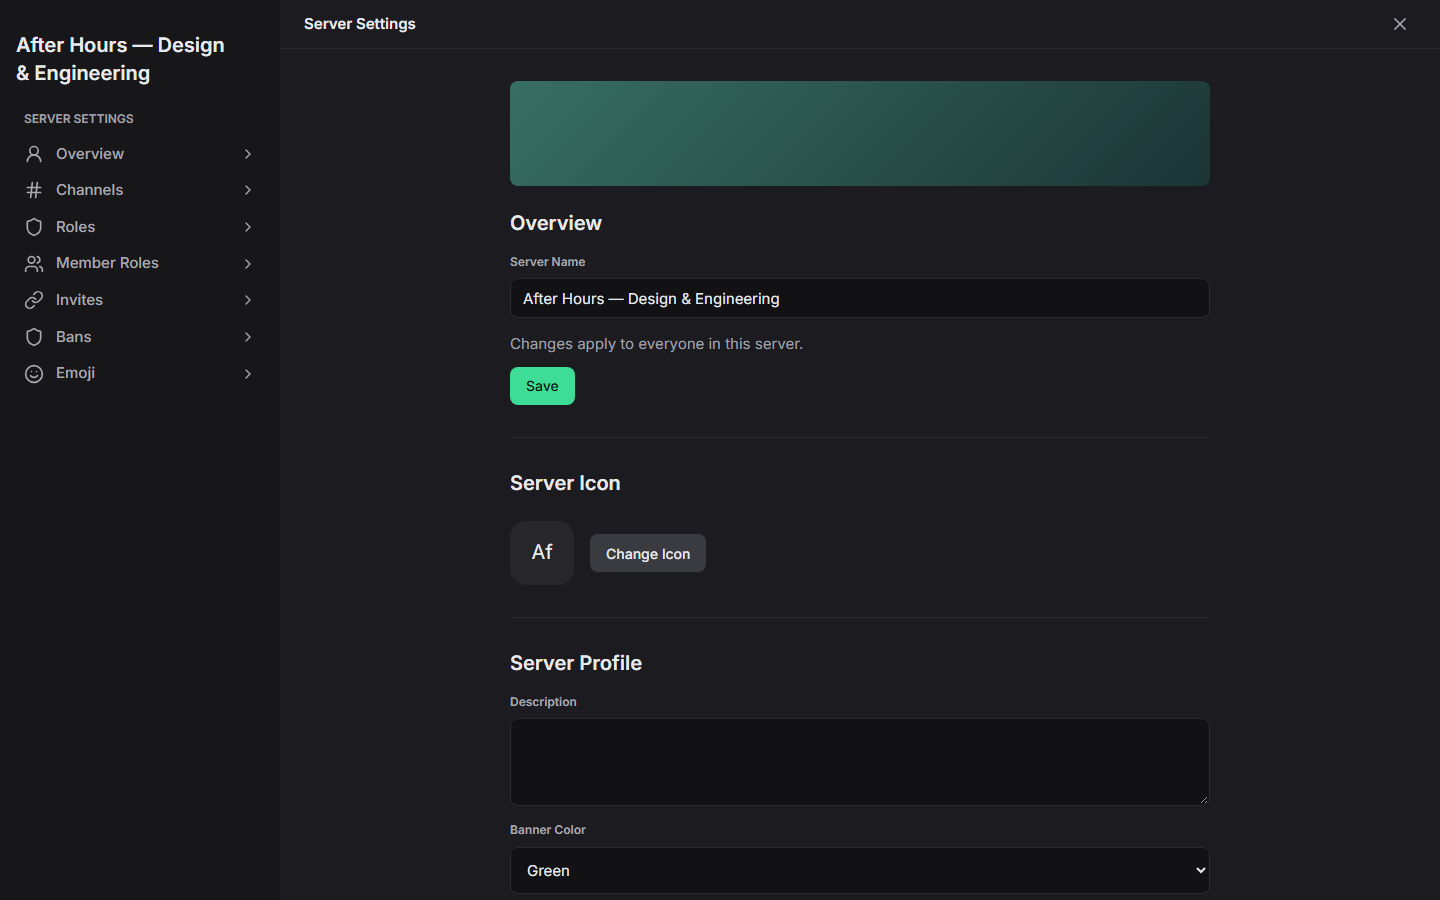 After Hours — Design
& Engineering
SERVER SETTINGS
Overview
Channels
Roles
Member Roles
Invites
Bans
Emoji
Server Settings
Overview
Server Name
After Hours — Design & Engineering
Changes apply to everyone in this server.
Save
Server Icon
Af
Change Icon
Server Profile
Description
Banner Color
Green